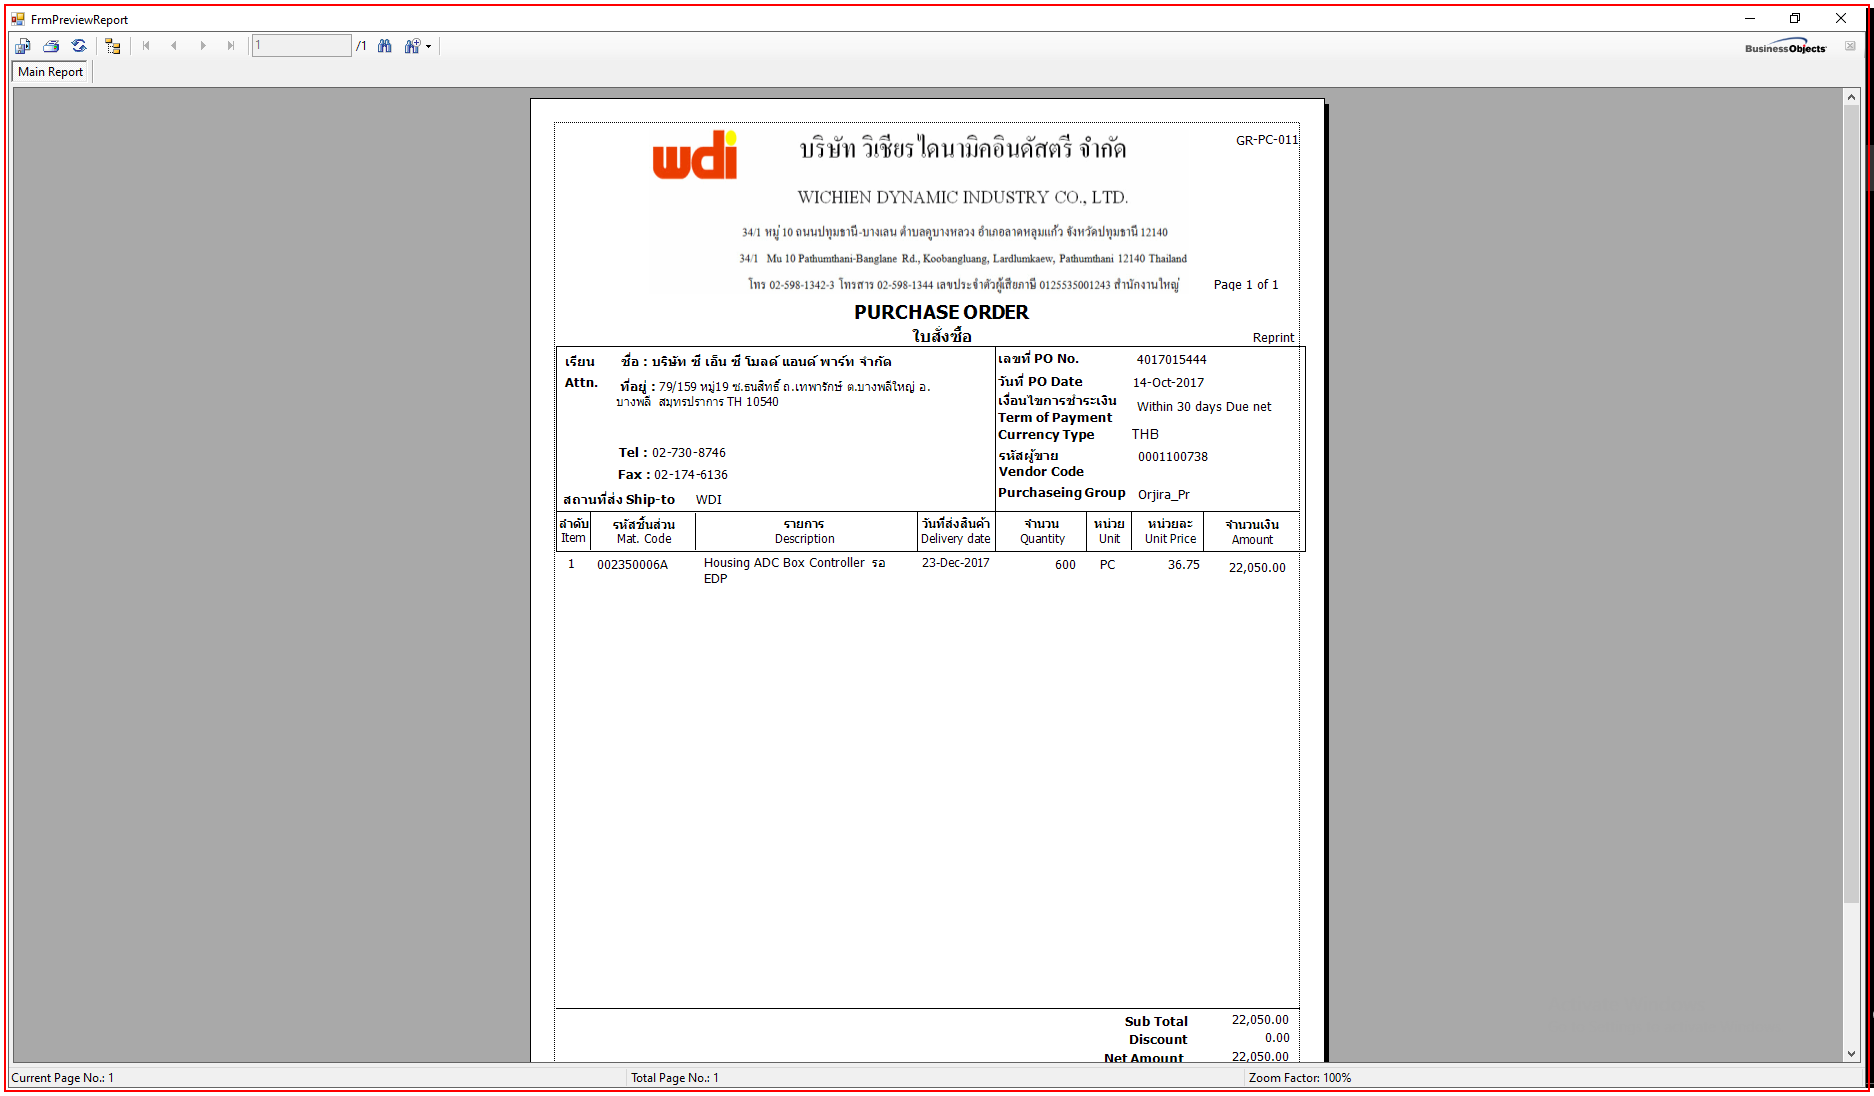 FrmPreviewReport
1 /1 BusinessObjects
Main Report
wdi
บริษัท วิเชียรไดนามิคอินดัสตรี จำกัด
GR-PC-011
WICHIEN DYNAMIC INDUSTRY CO., LTD.
34/1 หมู่ 10 ถนนปทุมธานี-บางเลน ตำบลคูบางหลวง อำเภอลาดหลุมแก้ว จังหวัดปทุมธานี 12140
34/1 Mu 10 Pathumthani-Banglane Rd., Koobangluang, Lardlumkaew, Pathumthani 12140 Thailand
โทร 02-598-1342-3 โทรสาร 02-598-1344 เลขประจำตัวผู้เสียภาษี 0125535001243 สำนักงานใหญ่
Page 1 of 1
PURCHASE ORDER
ใบสั่งซื้อ
Reprint
เรียน ชื่อ : บริษัท ซี เอ็น ซี โมลด์ แอนด์ พาร์ท จำกัด
Attn. ที่อยู่ : 79/159 หมู่19 ซ.ธนสิทธิ์ ถ.เทพารักษ์ ต.บางพลีใหญ่ อ.
บางพลี สมุทรปราการ TH 10540
Tel : 02-730-8746
Fax : 02-174-6136
สถานที่ส่ง Ship-to WDI
เลขที่ PO No. 4017015444
วันที่ PO Date 14-Oct-2017
เงื่อนไขการชำระเงิน
Term of Payment Within 30 days Due net
Currency Type THB
รหัสผู้ขาย 0001100738
Vendor Code
Purchaseing Group Orjira_Pr
ลำดับ รหัสชิ้นส่วน รายการ วันที่ส่งสินค้า จำนวน หน่วย หน่วยละ จำนวนเงิน
Item Mat. Code Description Delivery date Quantity Unit Unit Price Amount
1 002350006A Housing ADC Box Controller รอ 23-Dec-2017 600 PC 36.75 22,050.00
EDP
Sub Total 22,050.00
Discount 0.00
Net Amount 22,050.00
Current Page No.: 1 Total Page No.: 1 Zoom Factor: 100%